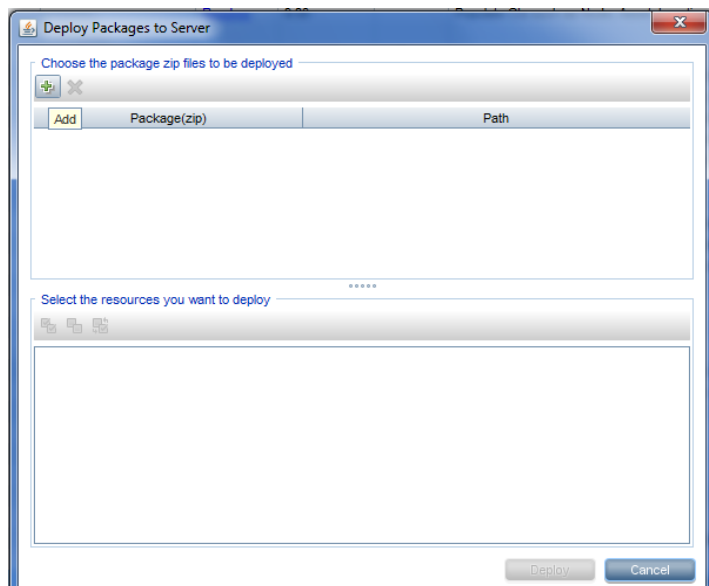 Deploy Packages to Server
Choose the package zip files to be deployed
Add
Package(zip) Path
Select the resources you want to deploy
Deploy Cancel